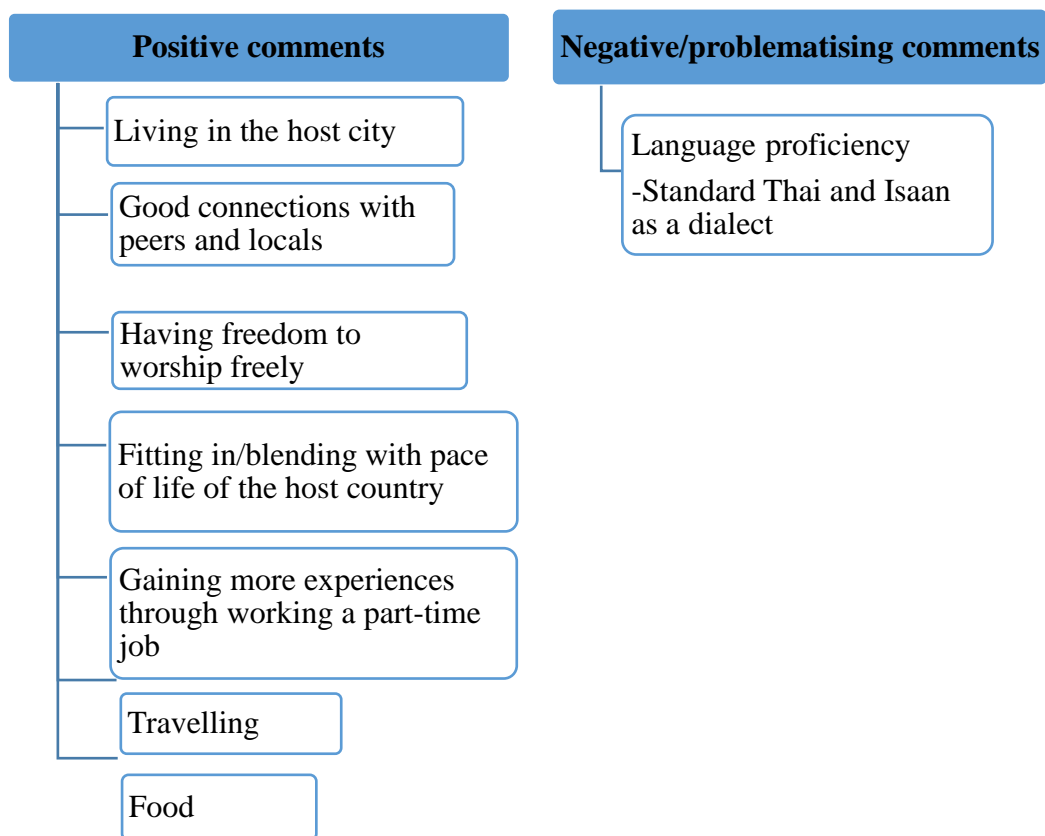 Positive comments
Living in the host city
Good connections with
peers and locals
Having freedom to
worship freely
Fitting in/blending with pace
of life of the host country
Gaining more experiences
through working a part-time
job
Travelling
Food
Negative/problematising comments
Language proficiency
-Standard Thai and Isaan
as a dialect